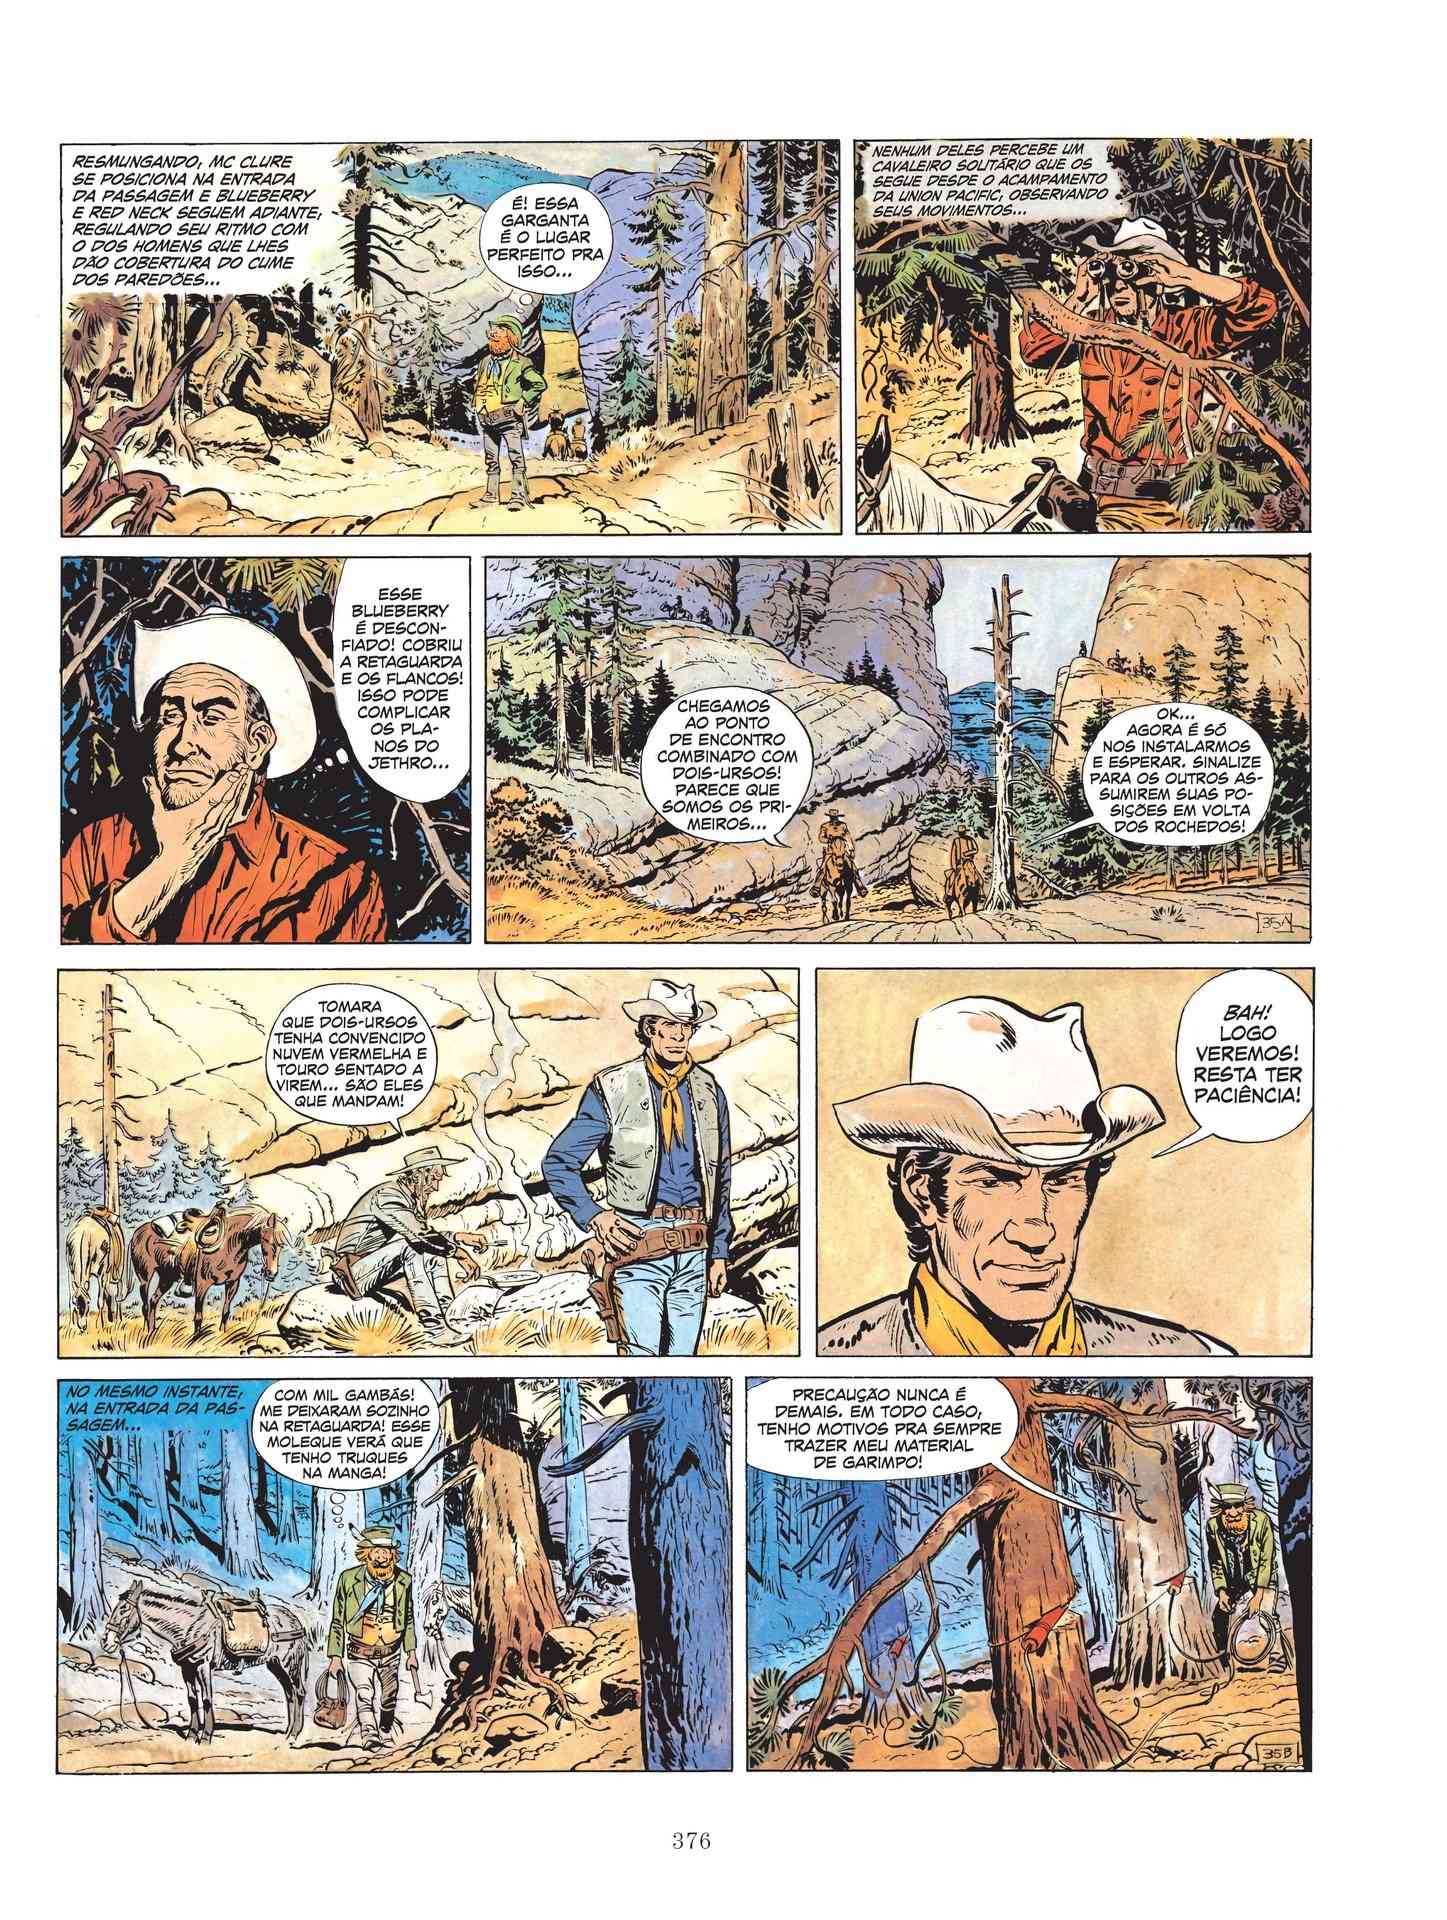 RESMUNGANDO, MC CLURE
SE POSICIONA NA ENTRADA
DA PASSAGEM E BLUEBERRY
E RED NECK SEGUEM ADIANTE,
REGULANDO SEU RITMO COM
O DOS HOMENS QUE LHES
DÃO COBERTURA DO CUME
DOS PAREDÕES...
É! ESSA
GARGANTA
É O LUGAR
PERFEITO PRA
ISSO...
NENHUM DELES PERCEBE UM
CAVALEIRO SOLITÁRIO QUE OS
SEGUE DESDE O ACAMPAMENTO
DA UNION PACIFIC, OBSERVANDO
SEUS MOVIMENTOS...
ESSE
BLUEBERRY
É DESCON-
FIADO! COBRIU
A RETAGUARDA
E OS FLANCOS!
ISSO PODE
COMPLICAR
OS PLA-
NOS DO
JETHRO...
CHEGAMOS
AO PONTO
DE ENCONTRO
COMBINADO COM
DOIS-URSOS!
PARECE QUE
SOMOS OS PRI-
MEIROS...
OK...
AGORA É SÓ
NOS INSTALARMOS
E ESPERAR. SINALIZE
PARA OS OUTROS AS-
SUMIREM SUAS PO-
SIÇÕES EM VOLTA
DOS ROCHEDOS!
35A
TOMARA
QUE DOIS-URSOS
TENHA CONVENCIDO
NUVEM VERMELHA E
TOURO SENTADO A
VIREM... SÃO ELES
QUE MANDAM!
BAH!
LOGO
VEREMOS!
RESTA TER
PACIÊNCIA!
NO MESMO INSTANTE,
NA ENTRADA DA PAS-
SAGEM...
COM MIL GAMBÁS!
ME DEIXARAM SOZINHO
NA RETAGUARDA! ESSE
MOLEQUE VERÁ QUE
TENHO TRUQUES
NA MANGA!
PRECAUÇÃO NUNCA É
DEMAIS. EM TODO CASO,
TENHO MOTIVOS PRA SEMPRE
TRAZER MEU MATERIAL
DE GARIMPO!
35B
376